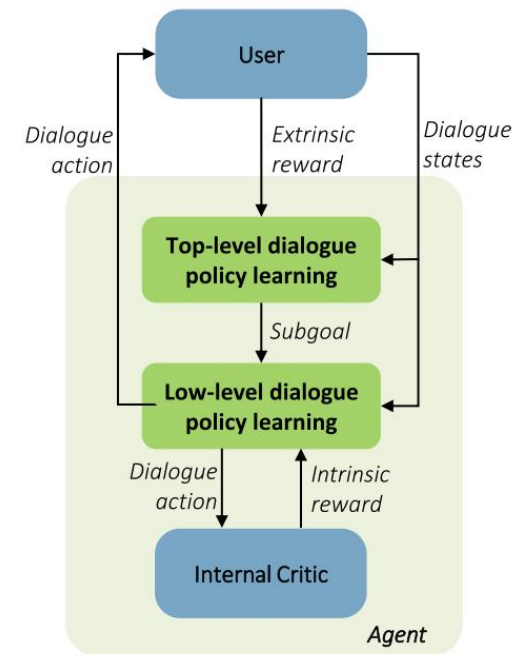 User
Dialogue
action
Extrinsic
reward
Dialogue
states
Top-level dialogue
policy learning
Subgoal
Low-level dialogue
policy learning
Dialogue
action
Intrinsic
reward
Internal Critic
Agent